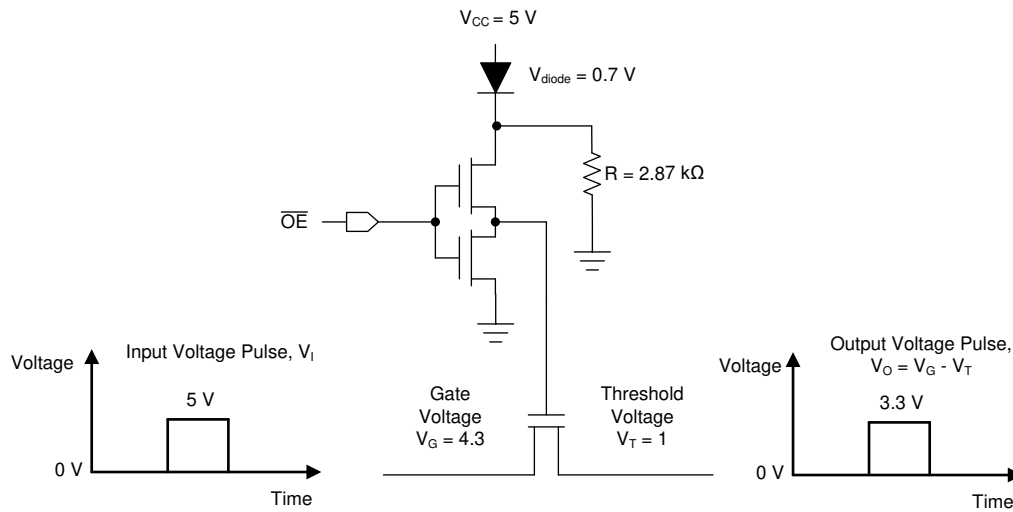 V_CC = 5 V
V_diode = 0.7 V
R = 2.87 kΩ
O̅E̅
Voltage
Input Voltage Pulse, V_I
5 V
0 V
Time
Gate
Voltage
V_G = 4.3
Threshold
Voltage
V_T = 1
Output Voltage Pulse,
V_O = V_G - V_T
Voltage
3.3 V
0 V
Time